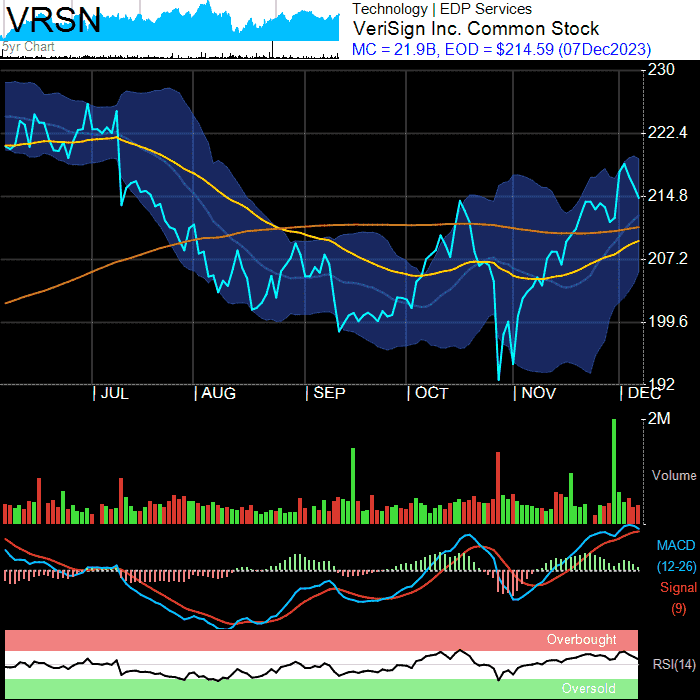 VRSN
5yr Chart
Technology | EDP Services
VeriSign Inc. Common Stock
MC = 21.9B, EOD = $214.59 (07Dec2023)
230
222.4
214.8
207.2
199.6
192
JUL AUG SEP OCT NOV DEC
2M
Volume
MACD
(12-26)
Signal
(9)
Overbought
RSI(14)
Oversold